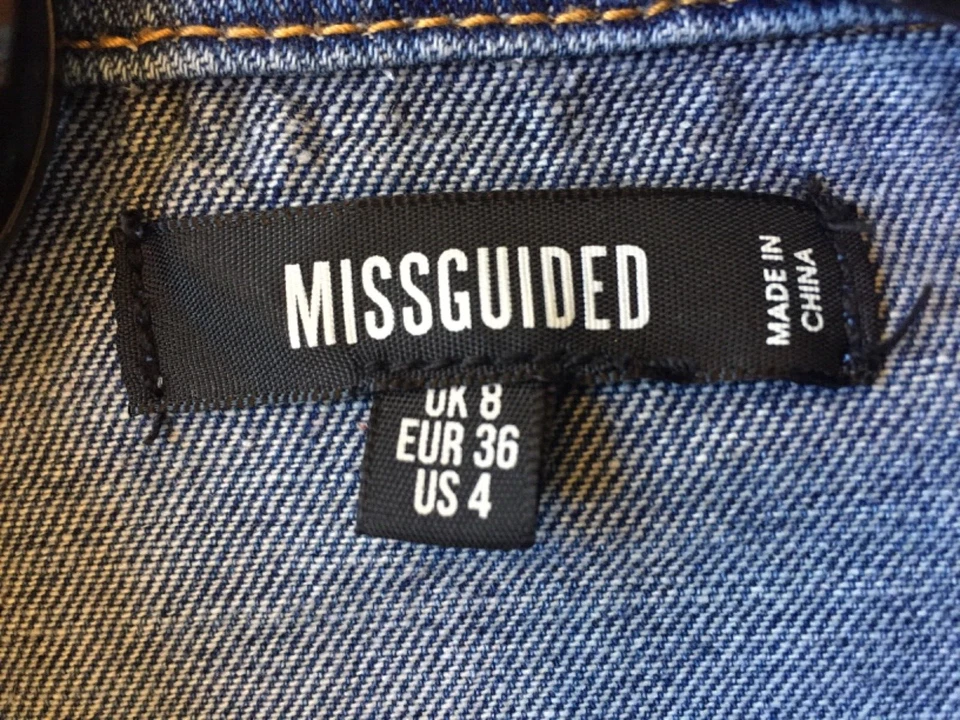 MISSGUIDED
MADE IN
CHINA
UK 8
EUR 36
US 4